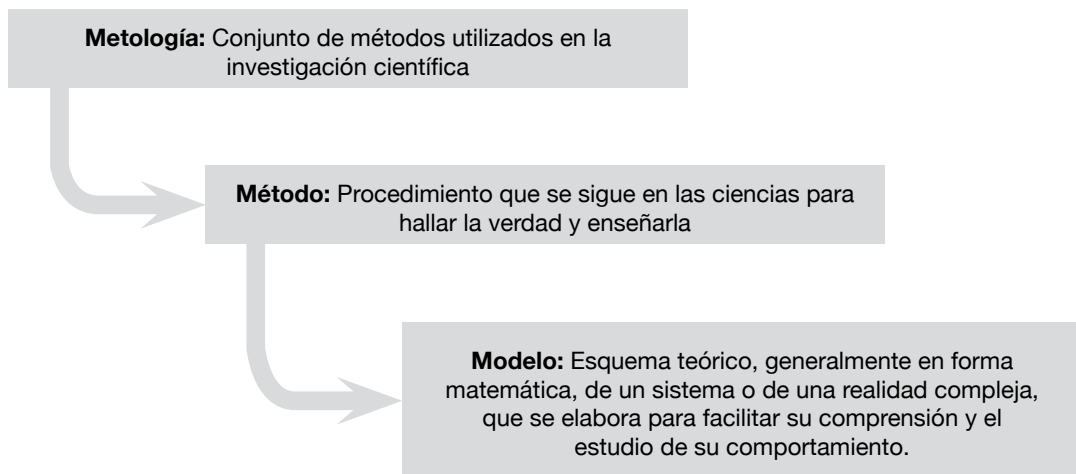 Metología: Conjunto de métodos utilizados en la
investigación científica
Método: Procedimiento que se sigue en las ciencias para
hallar la verdad y enseñarla
Modelo: Esquema teórico, generalmente en forma
matemática, de un sistema o de una realidad compleja,
que se elabora para facilitar su comprensión y el
estudio de su comportamiento.